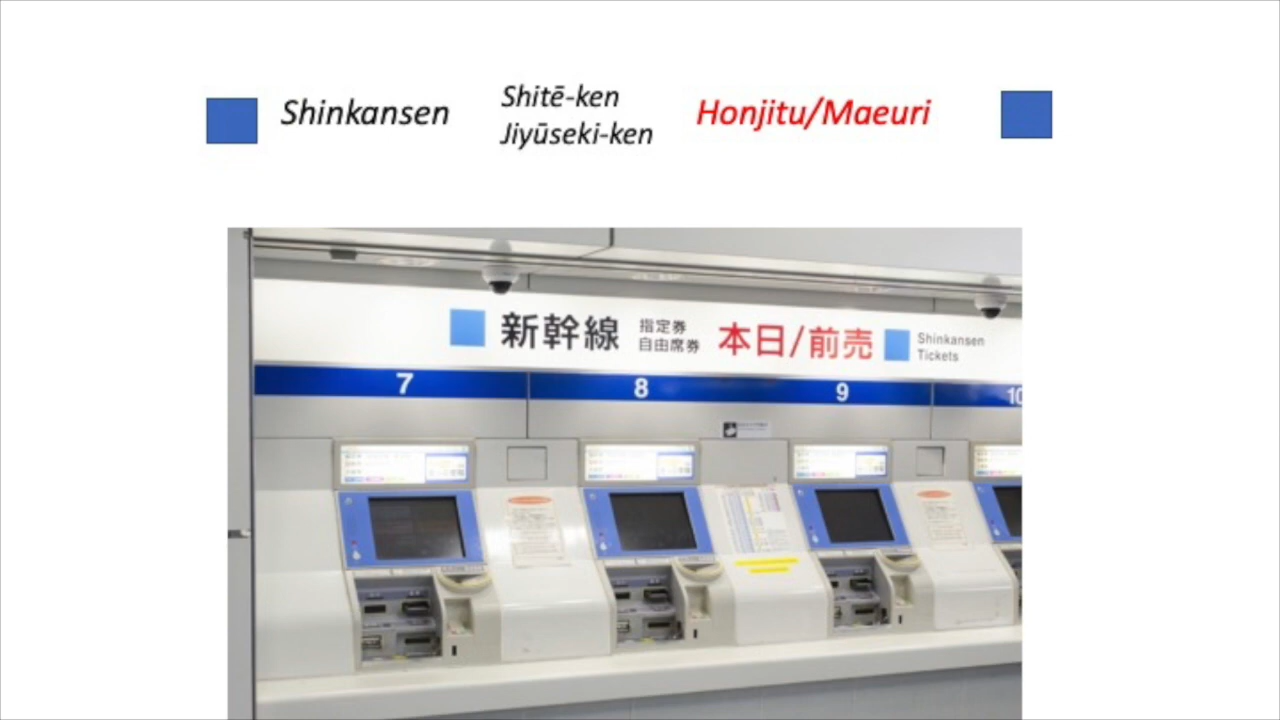 Shinkansen
Shitē-ken
Jiyūseki-ken
Honjitu/Maeuri
新幹線
指定券
自由席券
本日/前売
Shinkansen
Tickets
7
8
9
10